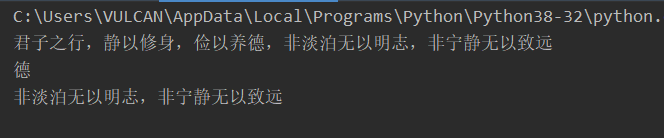 C:\Users\VULCAN\AppData\Local\Programs\Python\Python38-32\python.
君子之行，静以修身，俭以养德，非淡泊无以明志，非宁静无以致远
德
非淡泊无以明志，非宁静无以致远